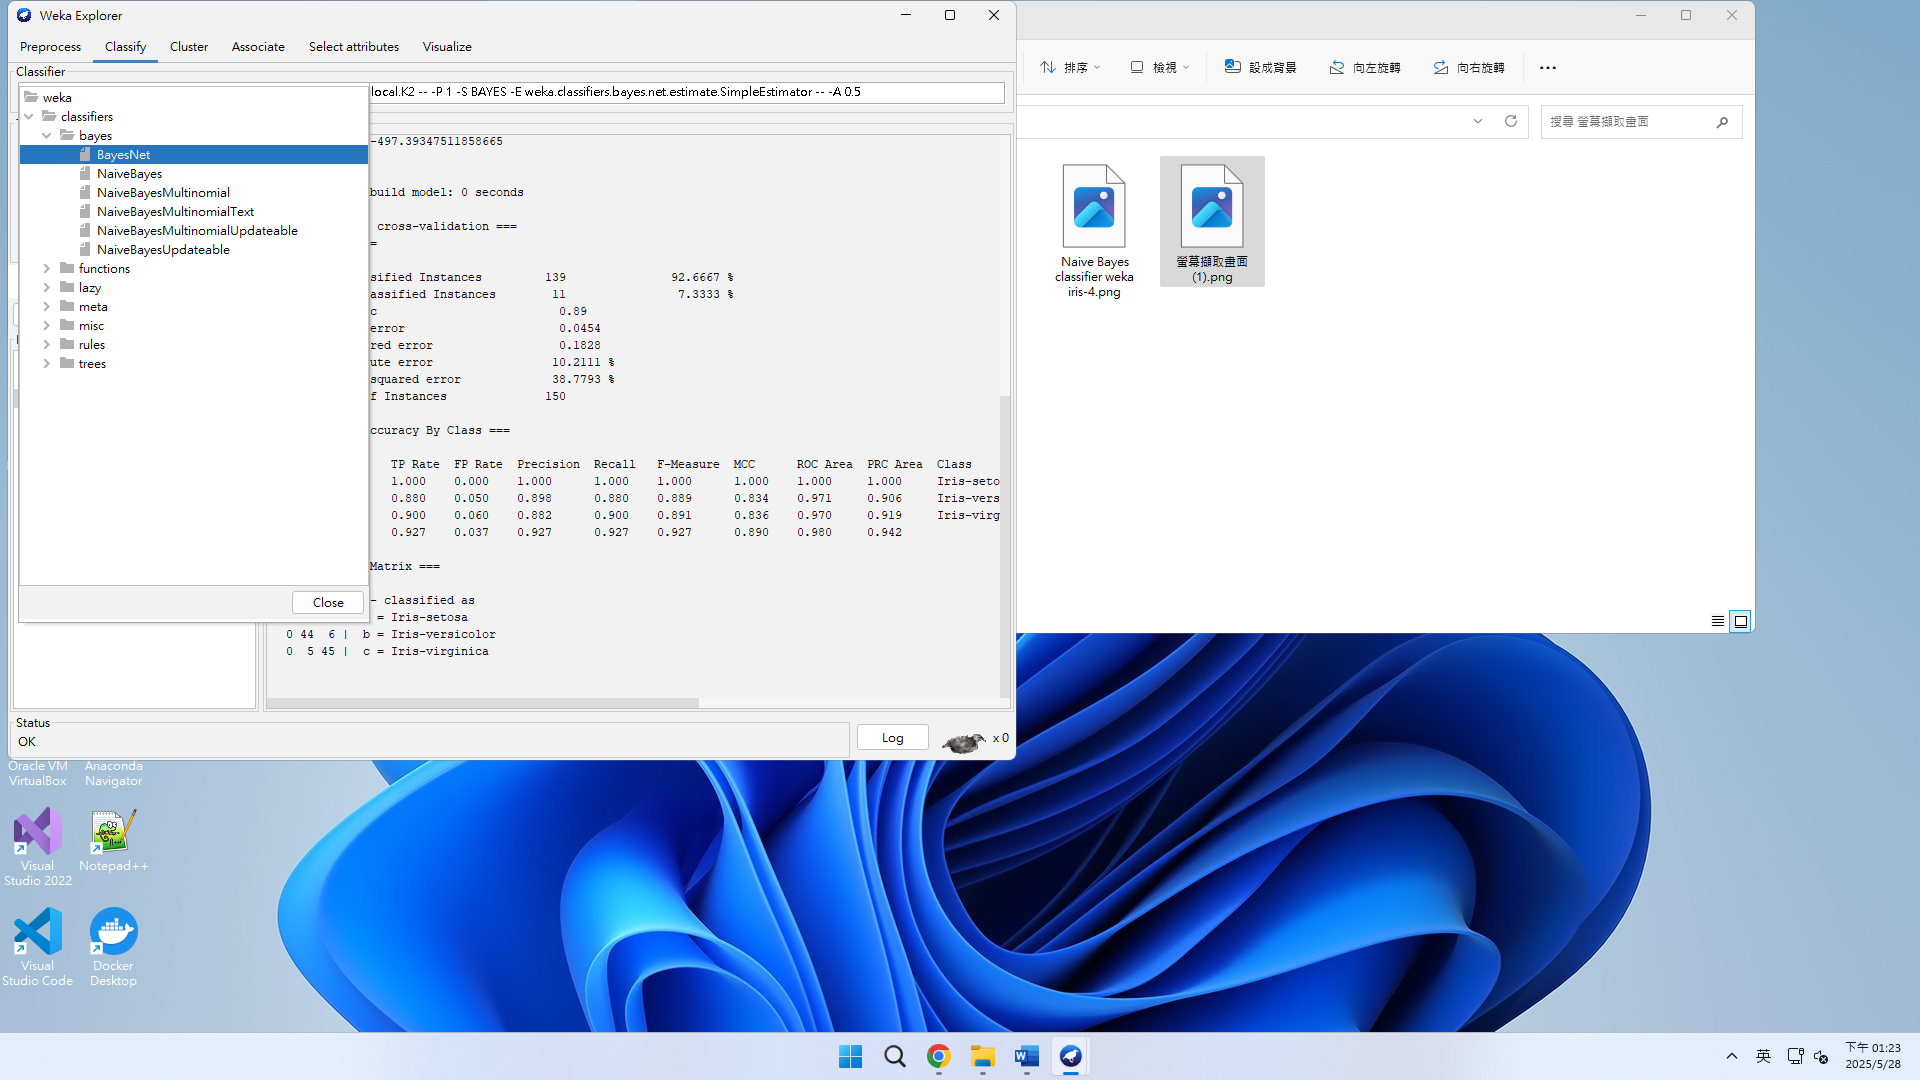 Weka Explorer
Preprocess
Classify
Cluster
Associate
Select attributes
Visualize
Classifier
local.K2 -- -P 1 -S BAYES -E weka.classifiers.bayes.net.estimate.SimpleEstimator -- -A 0.5
weka
classifiers
bayes
BayesNet
NaiveBayes
NaiveBayesMultinomial
NaiveBayesMultinomialText
NaiveBayesMultinomialUpdateable
NaiveBayesUpdateable
functions
lazy
meta
misc
rules
trees
Close
-497.39347511858665
build model: 0 seconds
cross-validation ===
=
sified Instances 139 92.6667 %
assified Instances 11 7.3333 %
c 0.89
error 0.0454
red error 0.1828
ute error 10.2111 %
squared error 38.7793 %
f Instances 150
ccuracy By Class ===
TP Rate FP Rate Precision Recall F-Measure MCC ROC Area PRC Area Class
1.000 0.000 1.000 1.000 1.000 1.000 1.000 1.000 Iris-seto
0.880 0.050 0.898 0.880 0.889 0.834 0.971 0.906 Iris-vers
0.900 0.060 0.882 0.900 0.891 0.836 0.970 0.919 Iris-virg
0.927 0.037 0.927 0.927 0.927 0.890 0.980 0.942
Matrix ===
- classified as
= Iris-setosa
0 44 6 | b = Iris-versicolor
0 5 45 | c = Iris-virginica
Status
OK
Log
x 0
排序
檢視
設成背景
向左旋轉
向右旋轉
搜尋 螢幕擷取畫面
Naive Bayes
classifier weka
iris-4.png
螢幕擷取畫面
(1).png
Oracle VM
VirtualBox
Anaconda
Navigator
Visual
Studio 2022
Notepad++
Visual
Studio Code
Docker
Desktop
英
下午 01:23
2025/5/28